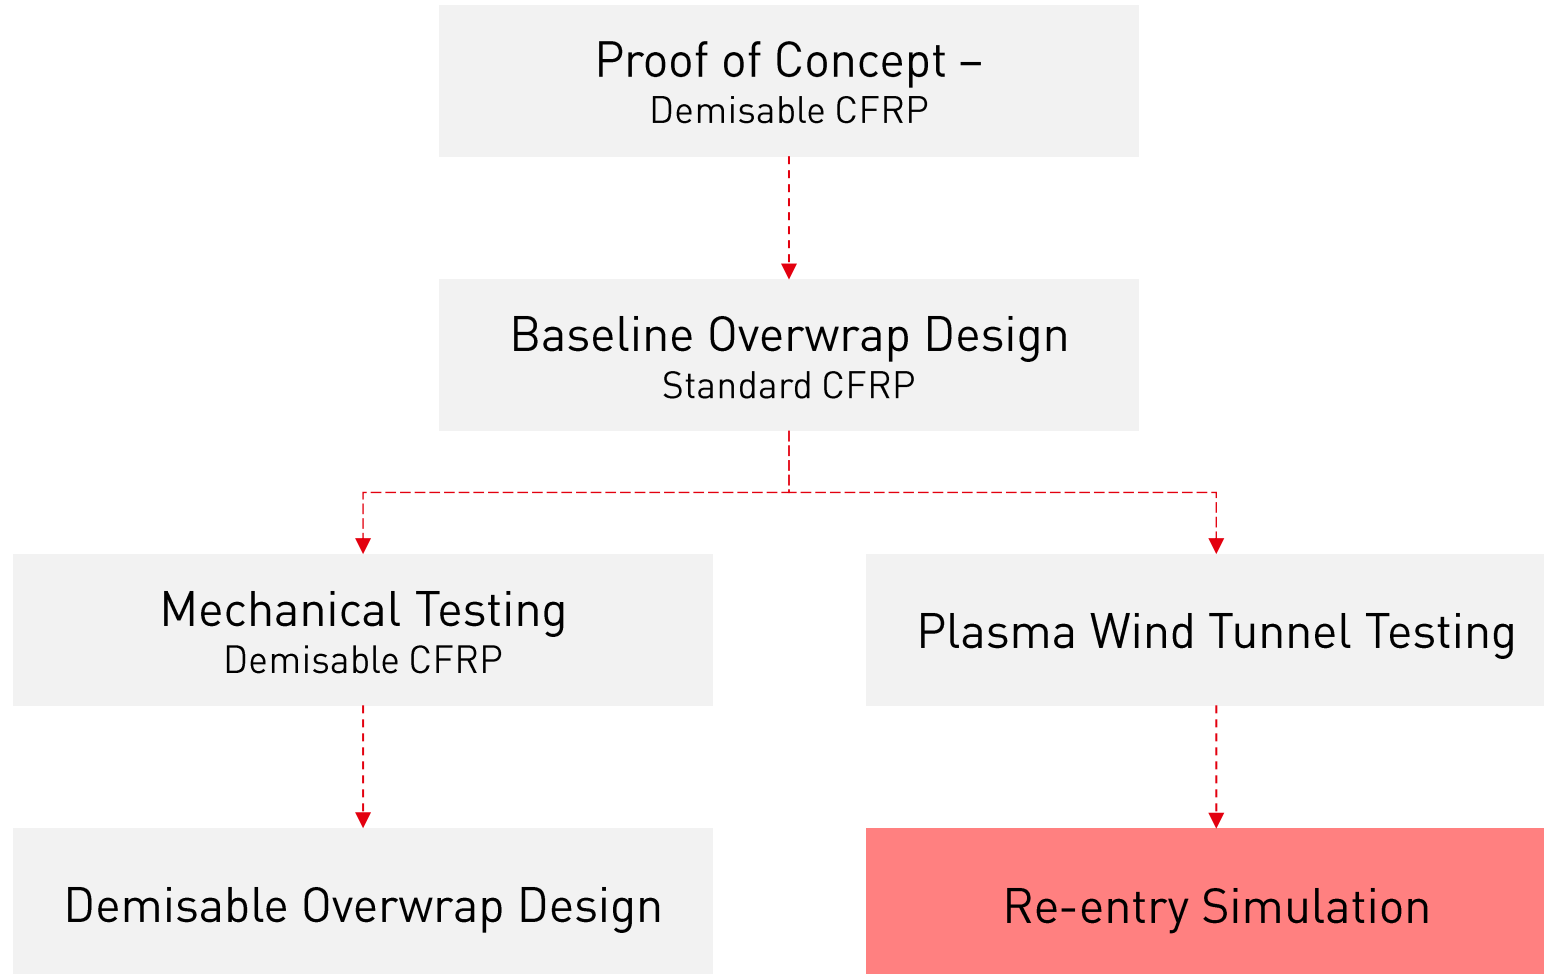 Proof of Concept –
Demisable CFRP
Baseline Overwrap Design
Standard CFRP
Mechanical Testing
Demisable CFRP
Plasma Wind Tunnel Testing
Demisable Overwrap Design
Re-entry Simulation